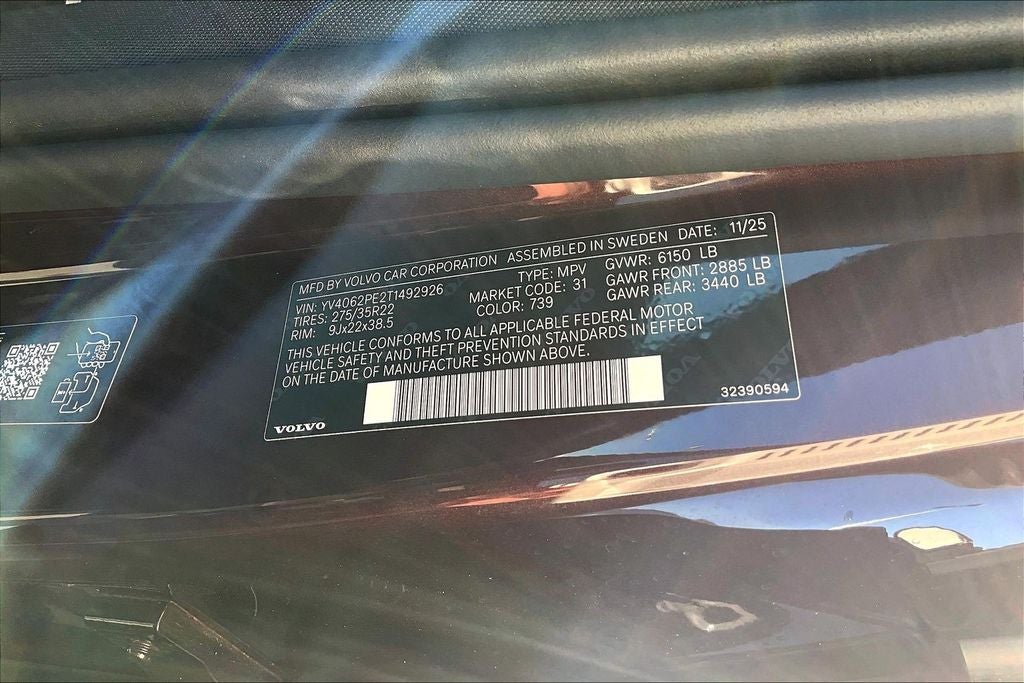 MFD BY VOLVO CAR CORPORATION ASSEMBLED IN SWEDEN DATE: 11/25
VIN: YV4062PE2T1492926 TYPE: MPV GVWR: 6150 LB
TIRES: 275/35R22 MARKET CODE: 31 GAWR FRONT: 2885 LB
RIM: 9Jx22x38.5 COLOR: 739 GAWR REAR: 3440 LB
THIS VEHICLE CONFORMS TO ALL APPLICABLE FEDERAL MOTOR
VEHICLE SAFETY AND THEFT PREVENTION STANDARDS IN EFFECT
ON THE DATE OF MANUFACTURE SHOWN ABOVE.
VOLVO 32390594